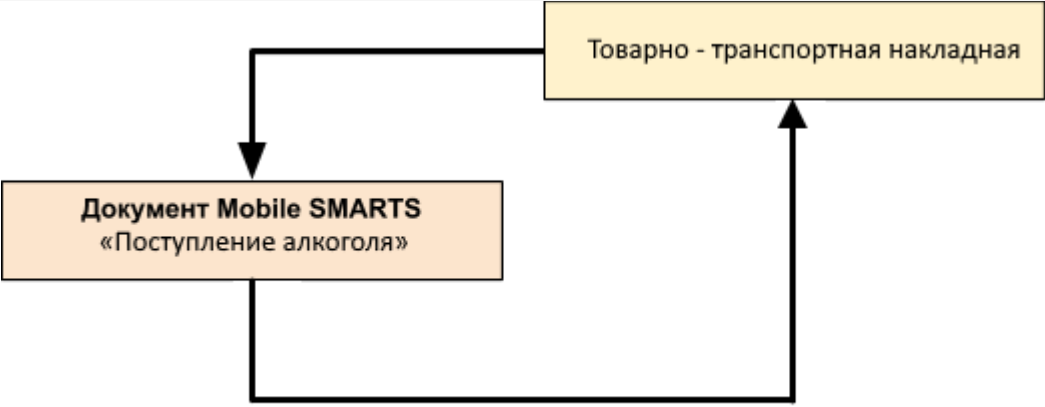 Товарно - транспортная накладная
Документ Mobile SMARTS
«Поступление алкоголя»